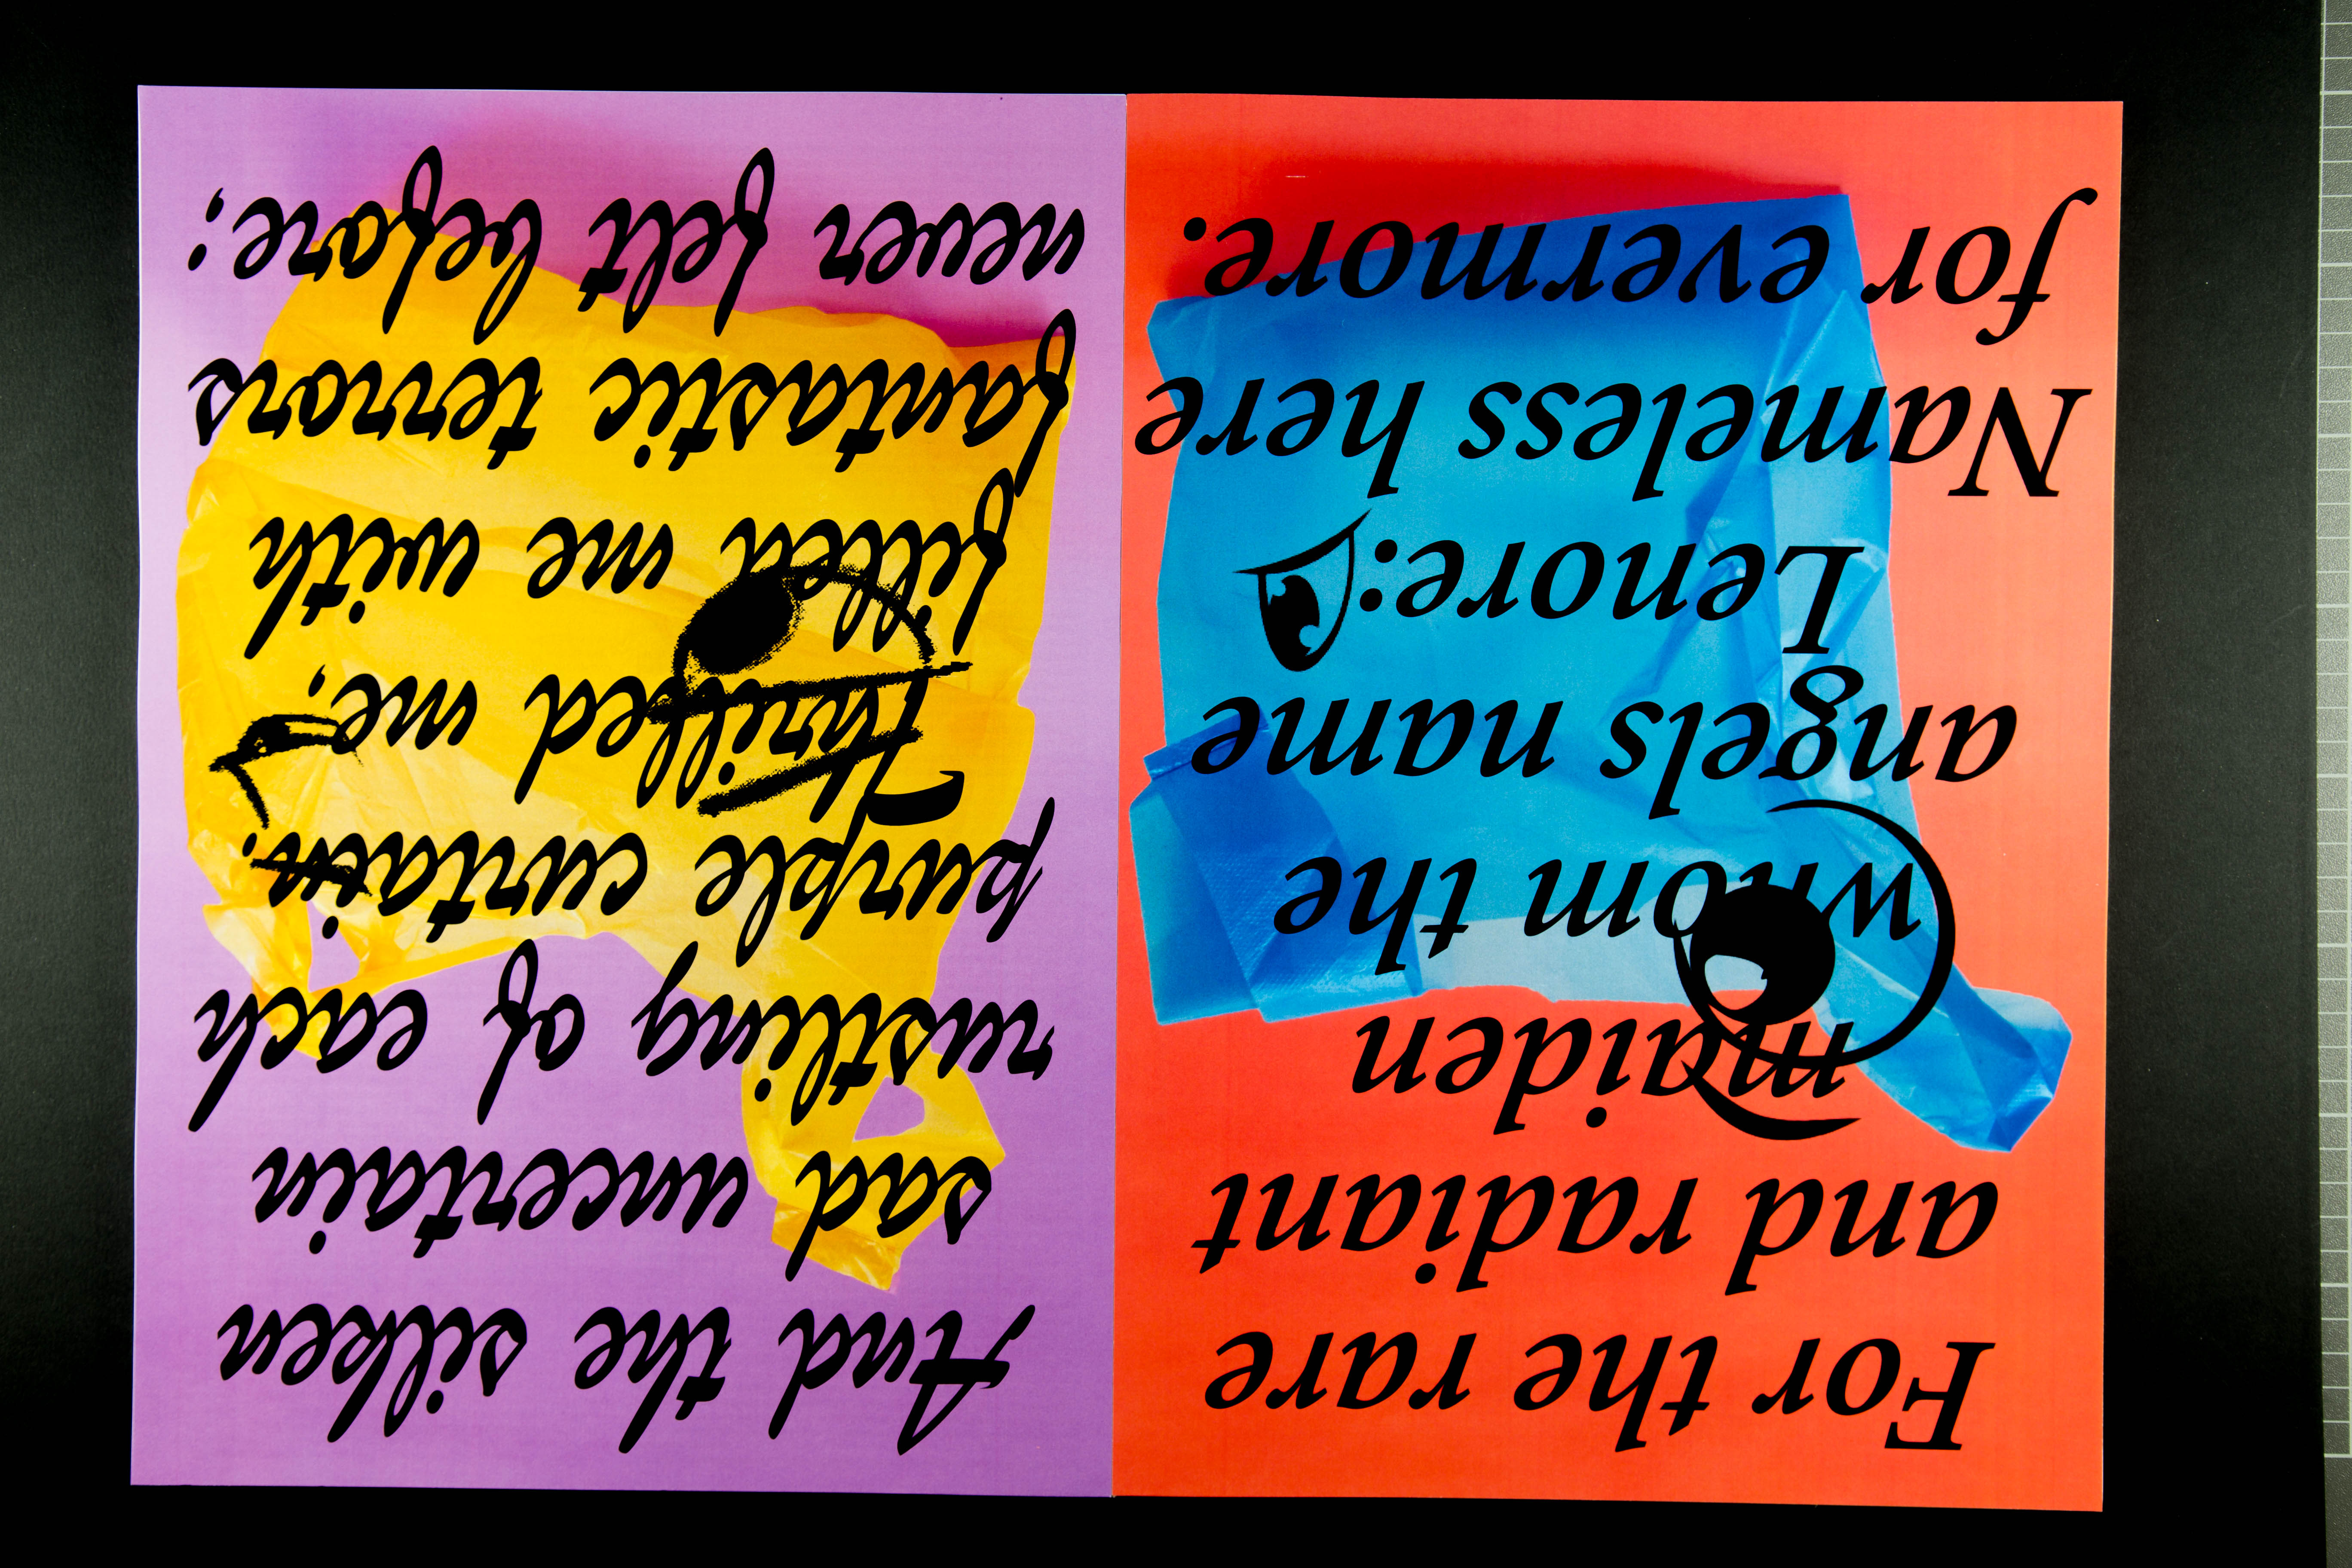 For the rare
and radiant
maiden
whom the
angels name
Lenore:
Nameless here
for evermore.
And the silken
sad uncertain
rustling of each
purple curtain.
Thrilled me,
filled me with
fantastic terrors
never felt before;